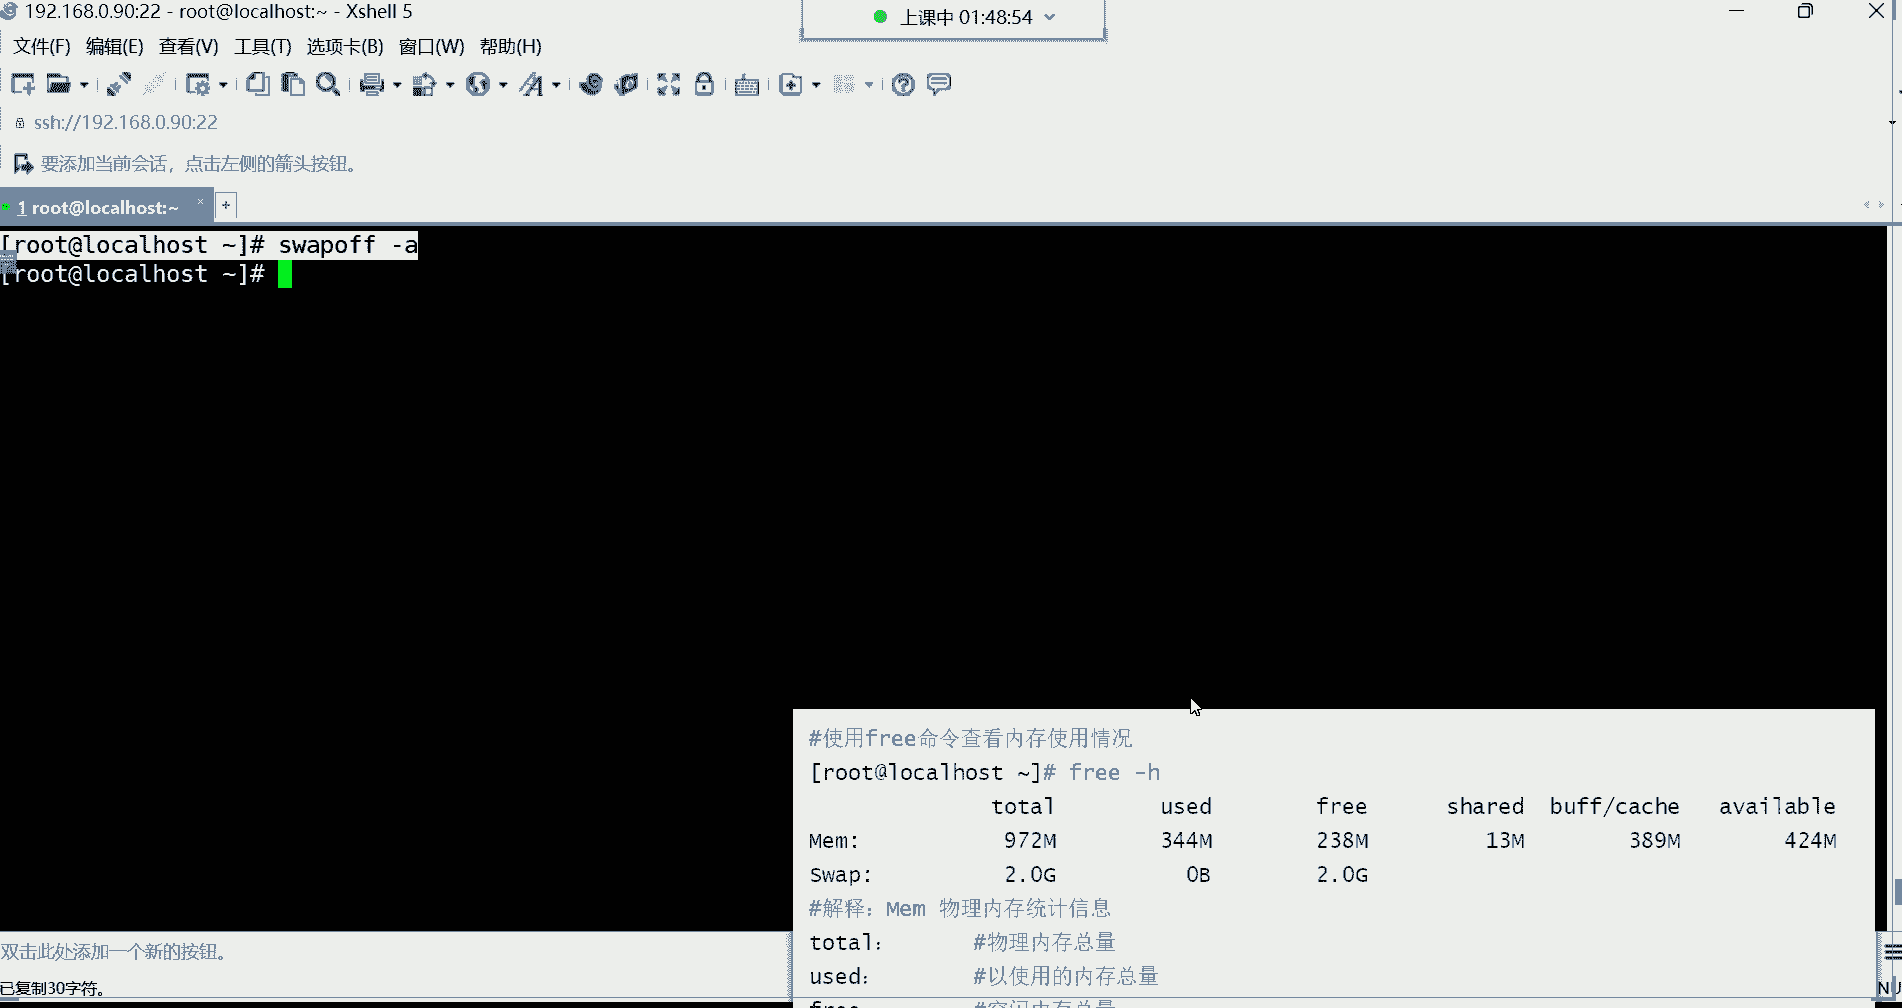 192.168.0.90:22 - root@localhost:~ - Xshell 5
上课中 01:48:54
文件(F) 编辑(E) 查看(V) 工具(T) 选项卡(B) 窗口(W) 帮助(H)
ssh://192.168.0.90:22
要添加当前会话，点击左侧的箭头按钮。
1 root@localhost:~ × +
[root@localhost ~]# swapoff -a
[root@localhost ~]#
#使用free命令查看内存使用情况
[root@localhost ~]# free -h
total used free shared buff/cache available
Mem: 972M 344M 238M 13M 389M 424M
Swap: 2.0G 0B 2.0G
#解释：Mem 物理内存统计信息
total： #物理内存总量
used： #以使用的内存总量
双击此处添加一个新的按钮。
已复制30字符。